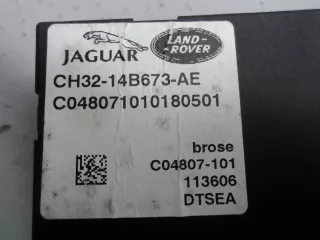 JAGUAR
LAND-
ROVER
CH32-14B673-AE
C048071010180501
brose
C04807-101
113606
DTSEA